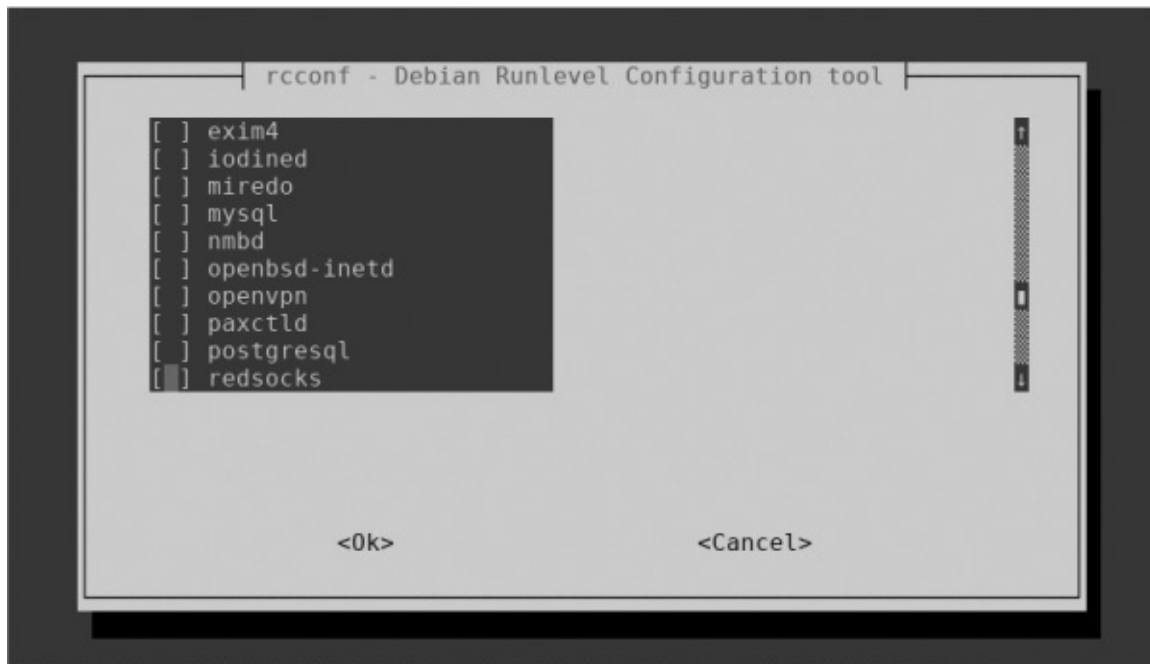 rcconf - Debian Runlevel Configuration tool
[ ] exim4
[ ] iodined
[ ] miredo
[ ] mysql
[ ] nmbd
[ ] openbsd-inetd
[ ] openvpn
[ ] paxctld
[ ] postgresql
[ ] redsocks
<Ok> <Cancel>